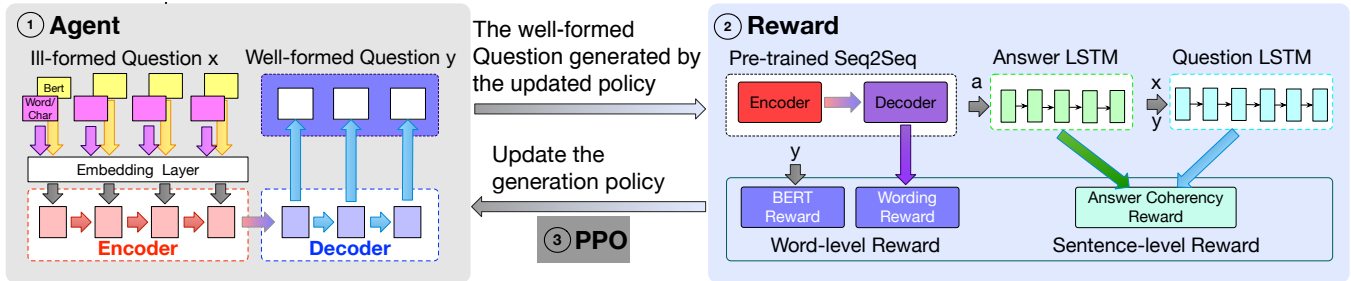 1 Agent
Ill-formed Question x
Well-formed Question y
Bert
Word/
Char
Embedding Layer
Encoder
Decoder
The well-formed
Question generated by
the updated policy
Update the
generation policy
3 PPO
2 Reward
Pre-trained Seq2Seq
Answer LSTM
Question LSTM
Encoder
Decoder
a
x
y
y
BERT
Reward
Wording
Reward
Answer Coherency
Reward
Word-level Reward
Sentence-level Reward